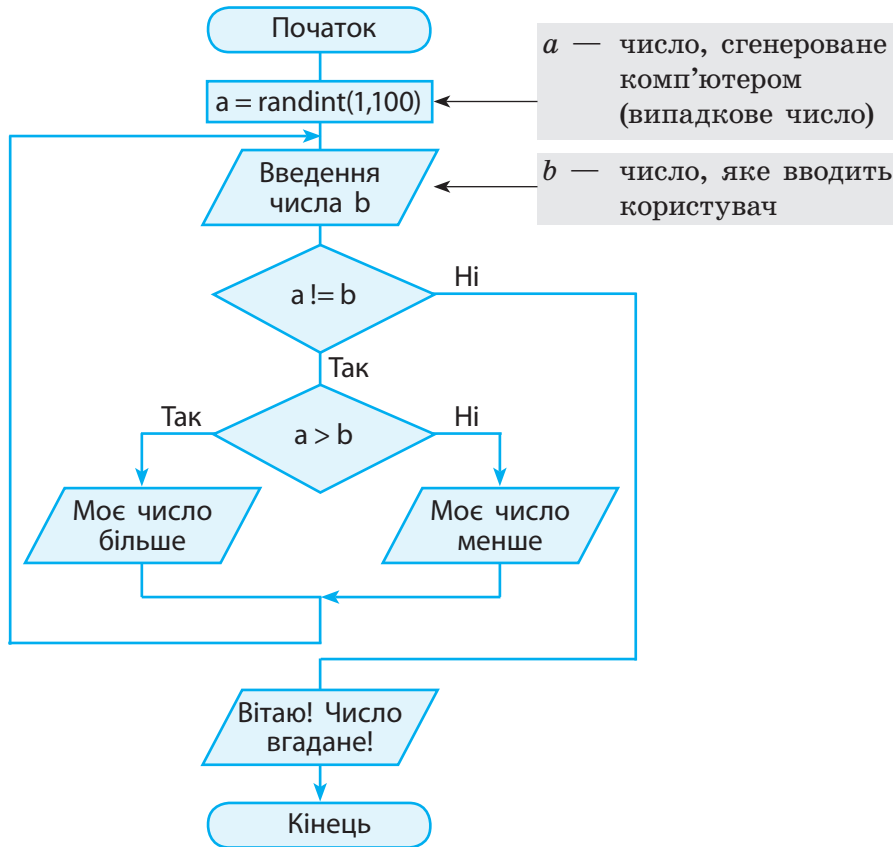 Початок
a = randint(1,100)
a — число, сгенероване
комп’ютером
(випадкове число)
Введення
числа b
b — число, яке вводить
користувач
a != b
Ні
Так
a > b
Так
Ні
Моє число
більше
Моє число
менше
Вітаю! Число
вгадане!
Кінець